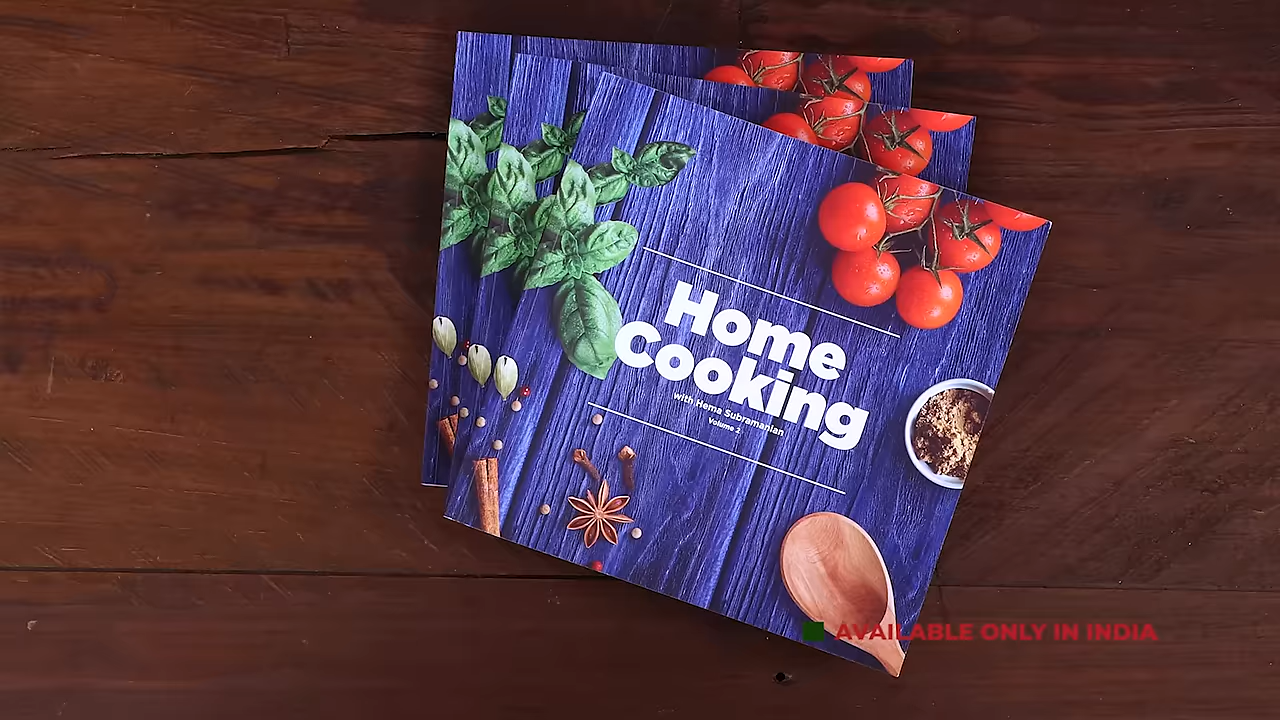 Home
Cooking
with Hema Subramanian
Volume 2
AVAILABLE ONLY IN INDIA